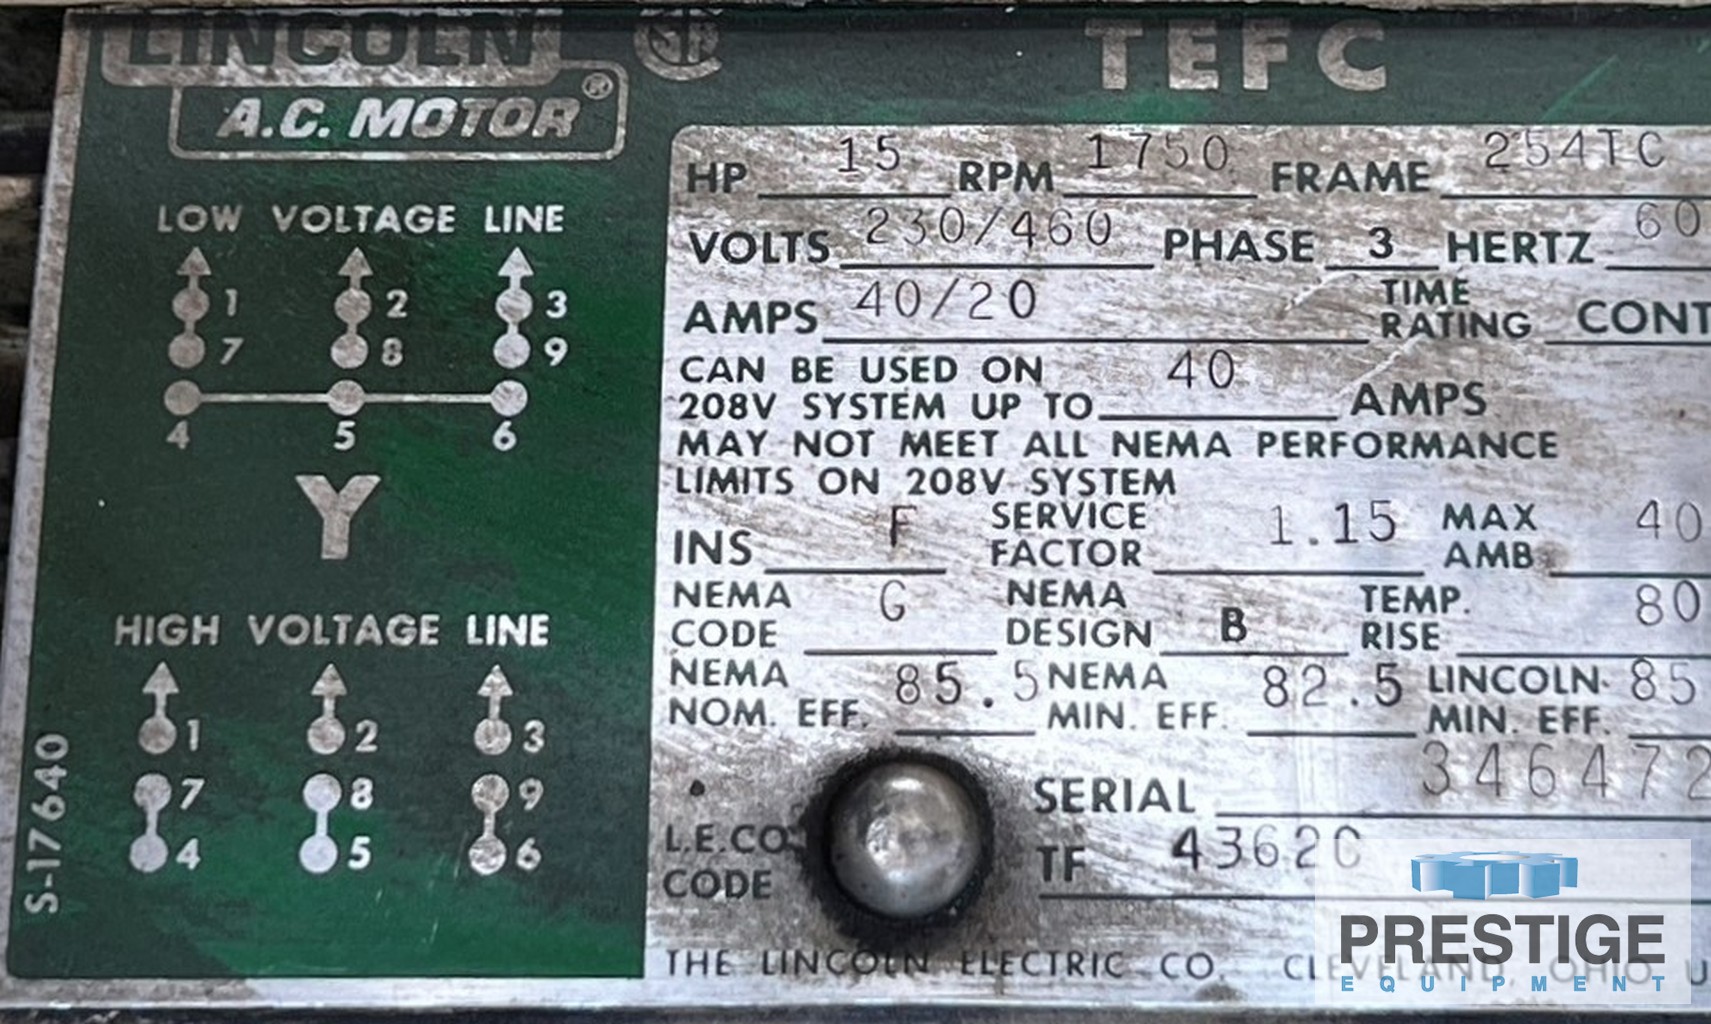 LINCOLN
A.C. MOTOR®
LOW VOLTAGE LINE
1 2 3
7 8 9
4 5 6
Y
HIGH VOLTAGE LINE
1 2 3
7 8 9
4 5 6
S-17640
TEFC
HP 15 RPM 1750 FRAME 254TC
VOLTS 230/460 PHASE 3 HERTZ 60
AMPS 40/20 TIME RATING CONT
CAN BE USED ON
208V SYSTEM UP TO 40 AMPS
MAY NOT MEET ALL NEMA PERFORMANCE
LIMITS ON 208V SYSTEM
INS F SERVICE FACTOR 1.15 MAX AMB 40
NEMA CODE G NEMA DESIGN B TEMP. RISE 80
NEMA NOM. EFF. 85.5 NEMA MIN. EFF. 82.5 LINCOLN MIN. EFF. 85
SERIAL 346472
L.E.CO. CODE TF 4362C
THE LINCOLN ELECTRIC CO. CLEVELAND, OHIO U
PRESTIGE
EQUIPMENT